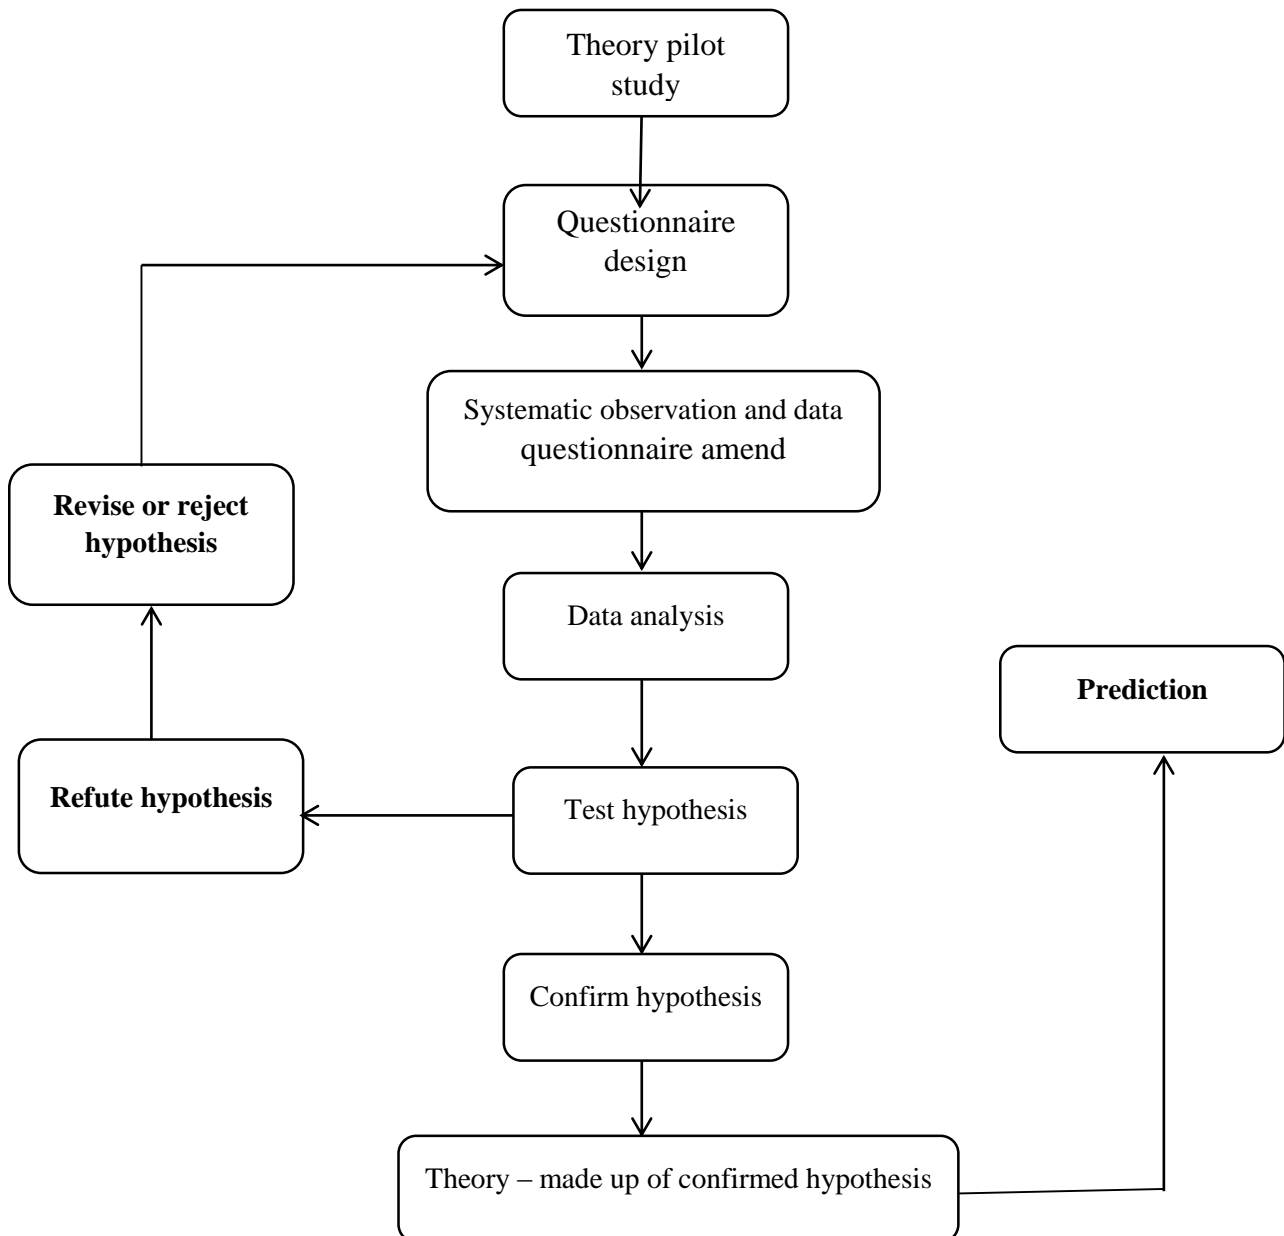 Theory pilot
study
Questionnaire
design
Systematic observation and data
questionnaire amend
Revise or reject
hypothesis
Data analysis
Prediction
Refute hypothesis
Test hypothesis
Confirm hypothesis
Theory – made up of confirmed hypothesis